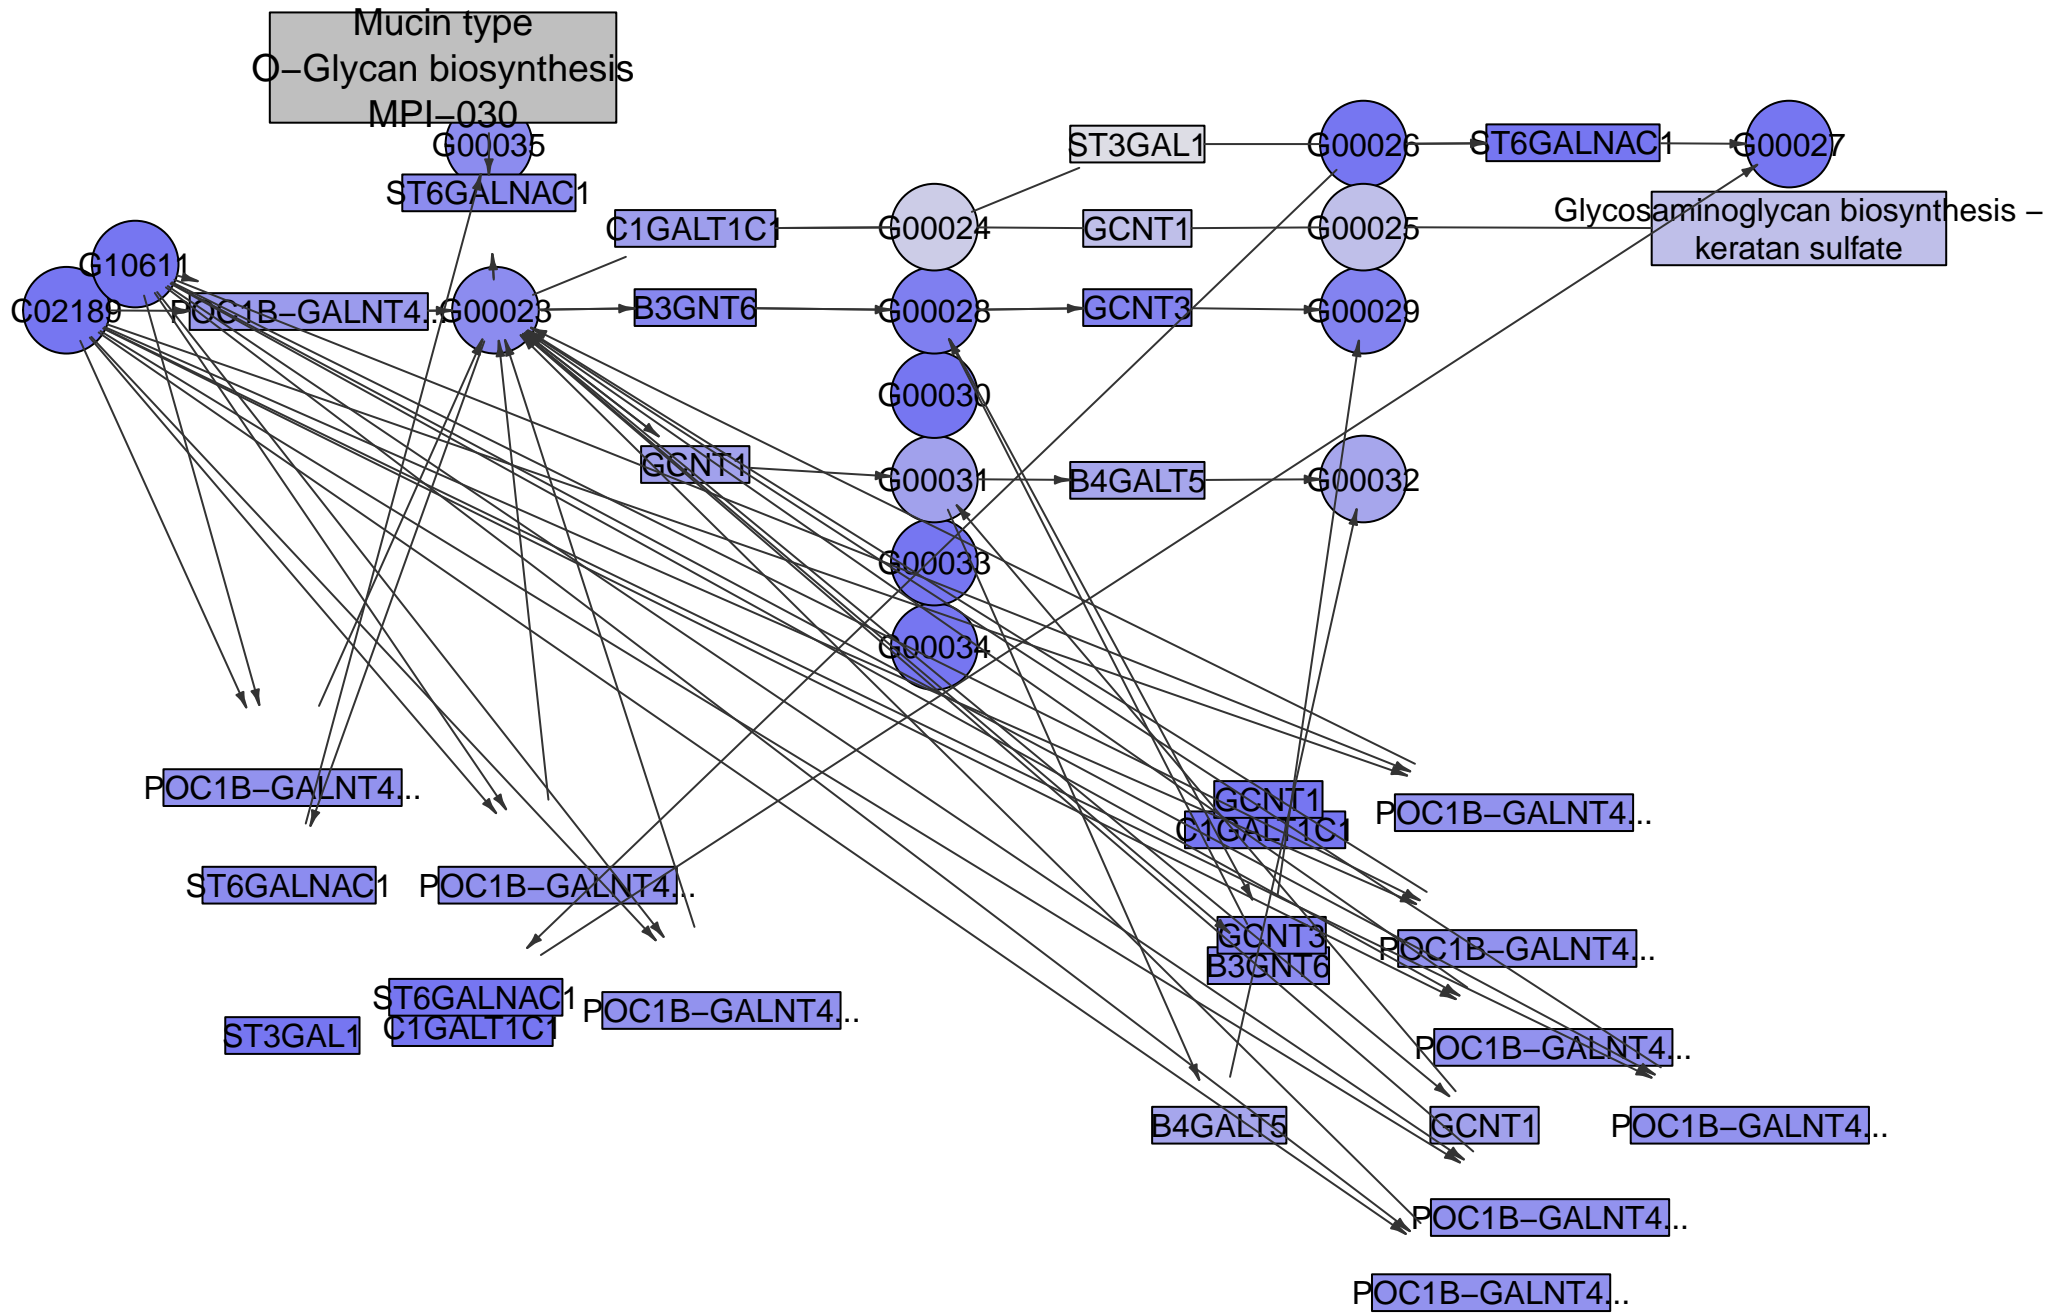 Mucin type
O−Glycan biosynthesis
MPI−030
G00035
ST6GALNAC1
ST3GAL1
G00026
ST6GALNAC1
G00027
C1GALT1C1
G00024
GCNT1
G00025
Glycosaminoglycan biosynthesis −
keratan sulfate
G10611
C02189
POC1B−GALNT4...
G00023
B3GNT6
G00028
GCNT3
G00029
G00030
GCNT1
G00031
B4GALT5
G00032
G00033
G00034
POC1B−GALNT4...
GCNT1
C1GALT1C1
POC1B−GALNT4...
ST6GALNAC1
POC1B−GALNT4...
GCNT3
B3GNT6
POC1B−GALNT4...
ST6GALNAC1
C1GALT1C1
ST3GAL1
POC1B−GALNT4...
POC1B−GALNT4...
B4GALT5
GCNT1
POC1B−GALNT4...
POC1B−GALNT4...
POC1B−GALNT4...